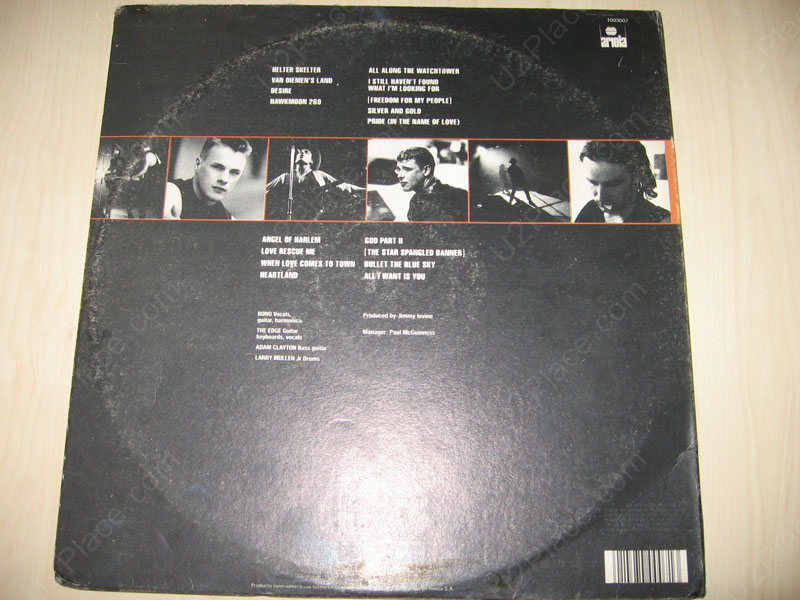 1003007
ariola
HELTER SKELTER
VAN DIEMEN'S LAND
DESIRE
HAWKMOON 269
ALL ALONG THE WATCHTOWER
I STILL HAVEN'T FOUND
WHAT I'M LOOKING FOR
[FREEDOM FOR MY PEOPLE]
SILVER AND GOLD
PRIDE (IN THE NAME OF LOVE)
ANGEL OF HARLEM
LOVE RESCUE ME
WHEN LOVE COMES TO TOWN
HEARTLAND
GOD PART II
[THE STAR SPANGLED BANNER]
BULLET THE BLUE SKY
ALL I WANT IS YOU
BONO Vocals,
guitar, harmonica
THE EDGE Guitar
keyboards, vocals
ADAM CLAYTON Bass guitar
LARRY MULLEN Jr Drums
Produced by Jimmy Iovine
Manager: Paul McGuinness
U2Place.com